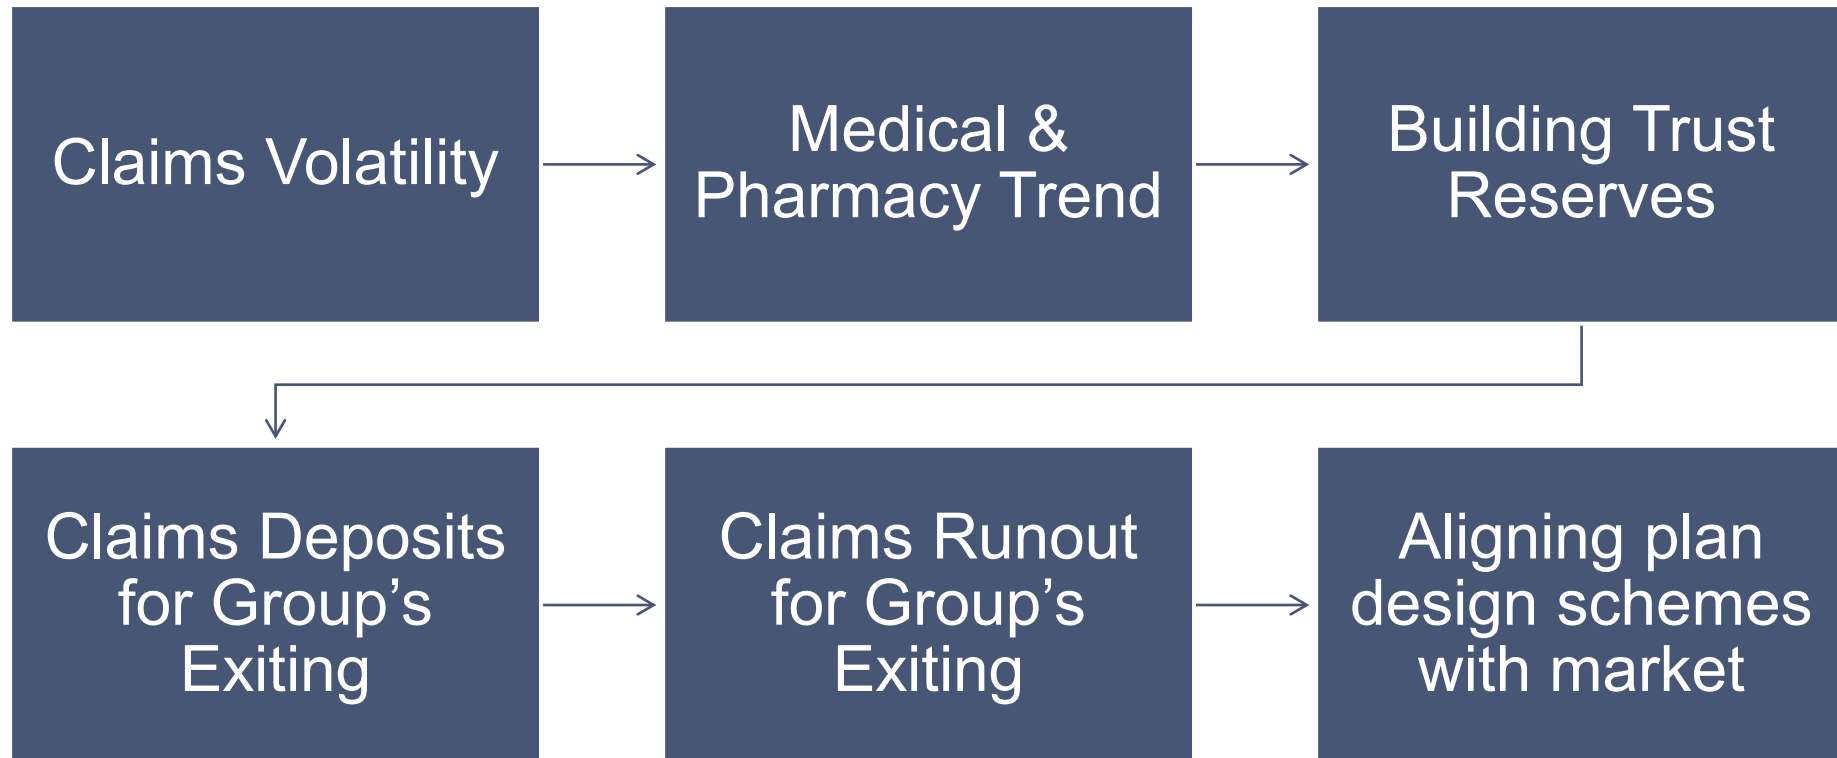 Claims Volatility
Medical &
Pharmacy Trend
Building Trust
Reserves
Claims Deposits
for Group’s
Exiting
Claims Runout
for Group’s
Exiting
Aligning plan
design schemes
with market